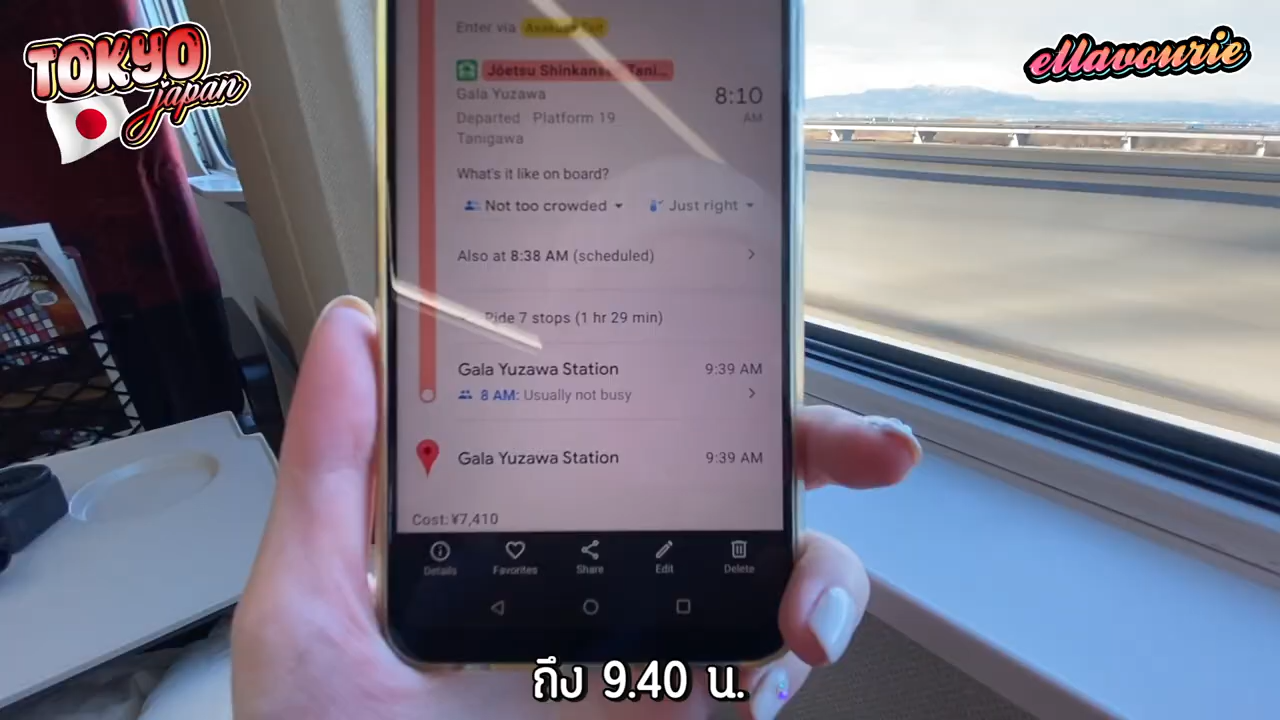 TOKYO
japan
ellavourie
Enter via
Jōetsu Shinkans
Tani...
Gala Yuzawa
8:10
AM
Departed Platform 19
Tanigawa
What's it like on board?
Not too crowded
Just right
Also at 8:38 AM (scheduled)
Ride 7 stops (1 hr 29 min)
Gala Yuzawa Station 9:39 AM
8 AM: Usually not busy
Gala Yuzawa Station 9:39 AM
Cost: ¥7,410
Details Favorites Share Edit Delete
ถึง 9.40 น.